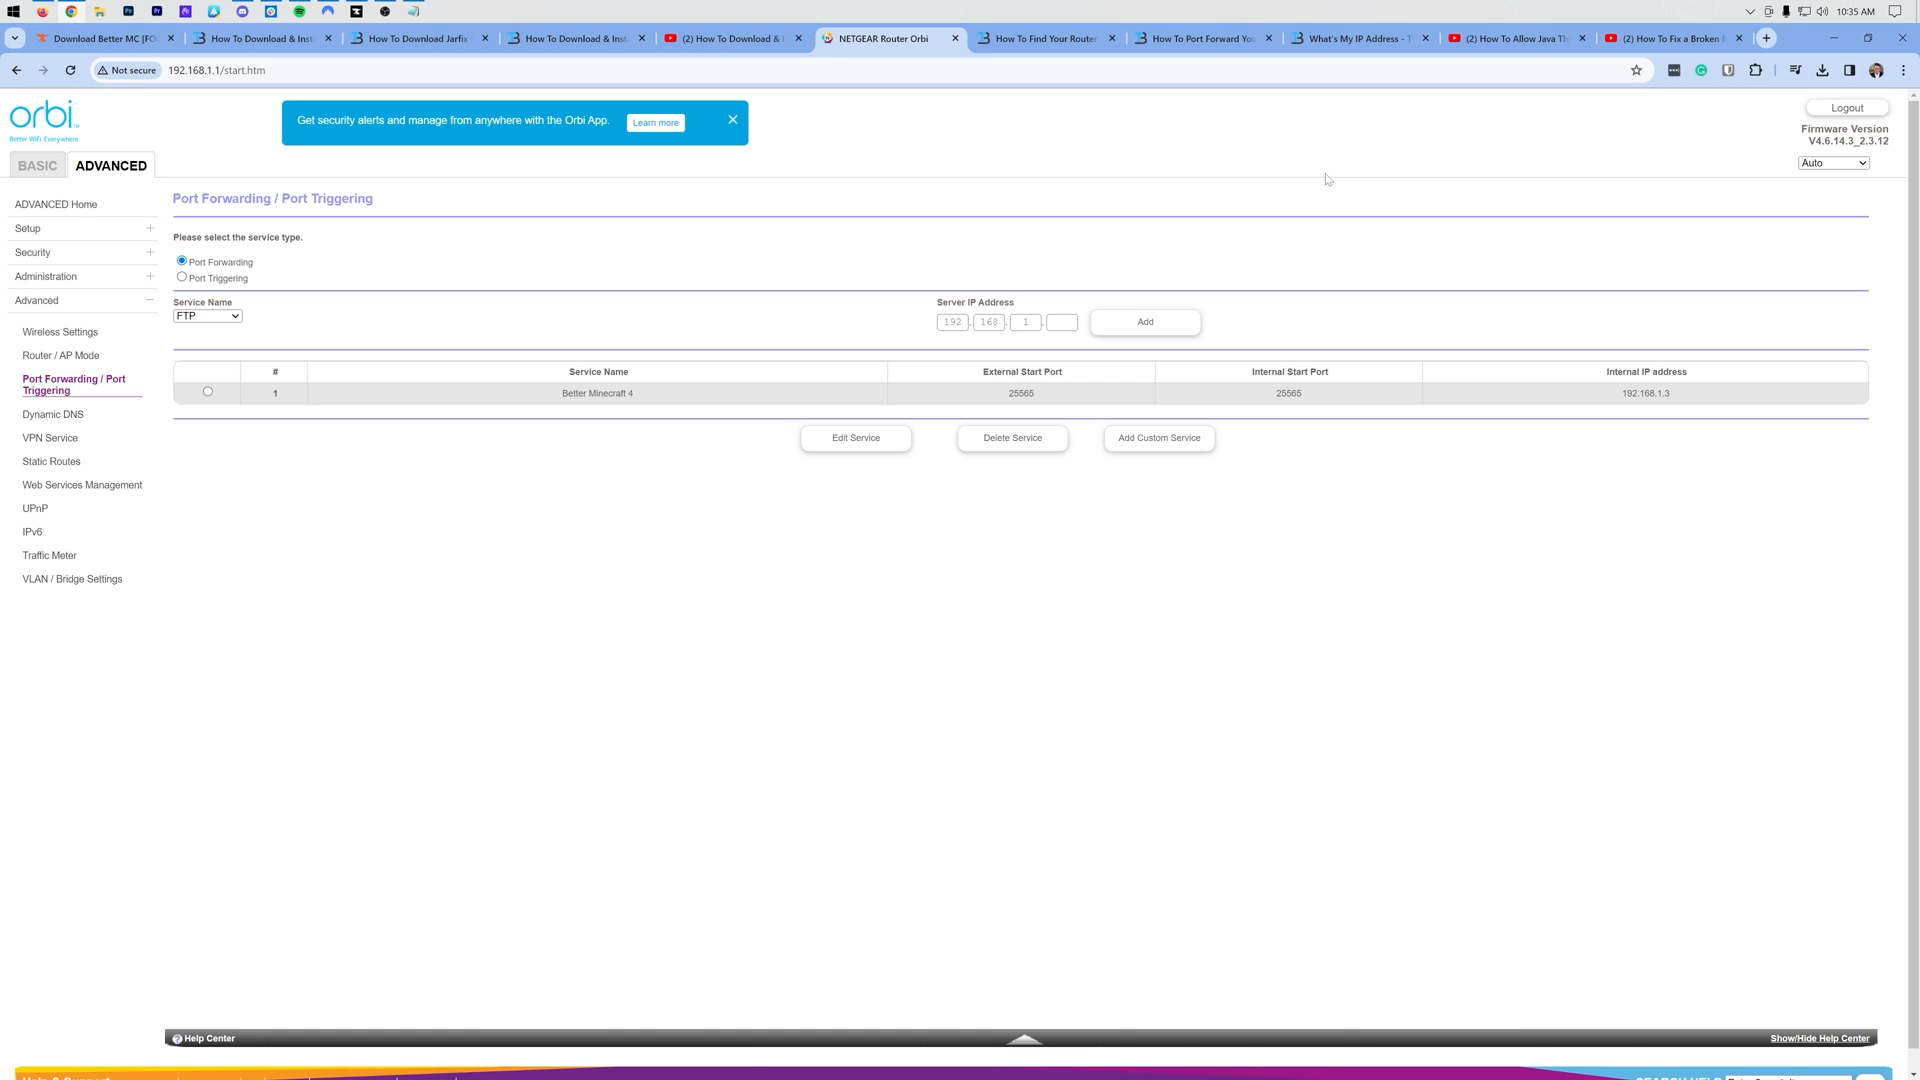 10:35 AM
Download Better MC [FO
How To Download & Inst
How To Download Jarfix
How To Download & Inst
(2) How To Download &
NETGEAR Router Orbi
How To Find Your Router
How To Port Forward You
What's My IP Address - T
(2) How To Allow Java Th
(2) How To Fix a Broken
Not secure
192.168.1.1/start.htm
orbi
Better WiFi. Everywhere.
Get security alerts and manage from anywhere with the Orbi App.
Learn more
Logout
Firmware Version
V4.6.14.3_2.3.12
Auto
BASIC
ADVANCED
ADVANCED Home
Setup
Security
Administration
Advanced
Wireless Settings
Router / AP Mode
Port Forwarding / Port
Triggering
Dynamic DNS
VPN Service
Static Routes
Web Services Management
UPnP
IPv6
Traffic Meter
VLAN / Bridge Settings
Port Forwarding / Port Triggering
Please select the service type.
Port Forwarding
Port Triggering
Service Name
FTP
Server IP Address
192 . 168 . 1 .
Add
# Service Name External Start Port Internal Start Port Internal IP address
1 Better Minecraft 4 25565 25565 192.168.1.3
Edit Service
Delete Service
Add Custom Service
Help Center
Show/Hide Help Center